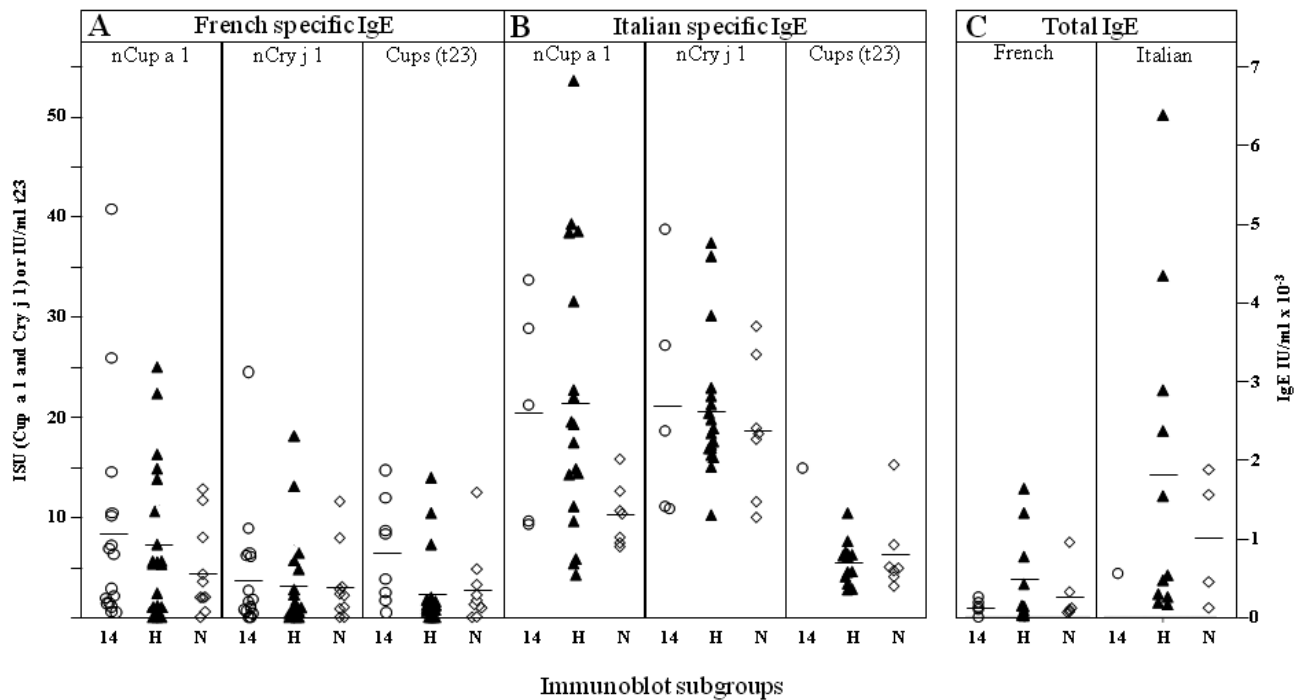 A French specific IgE B Italian specific IgE C Total IgE
nCup a 1 nCry j 1 Cups (t23) nCup a 1 nCry j 1 Cups (t23) French Italian
50
40
30
20
10
ISU (Cup a 1 and Cry j 1) or IU/ml t23
7
6
5
4
3
2
1
0
IgE IU/ml x 10⁻³
14 H N 14 H N 14 H N 14 H N 14 H N 14 H N 14 H N 14 H N
Immunoblot subgroups